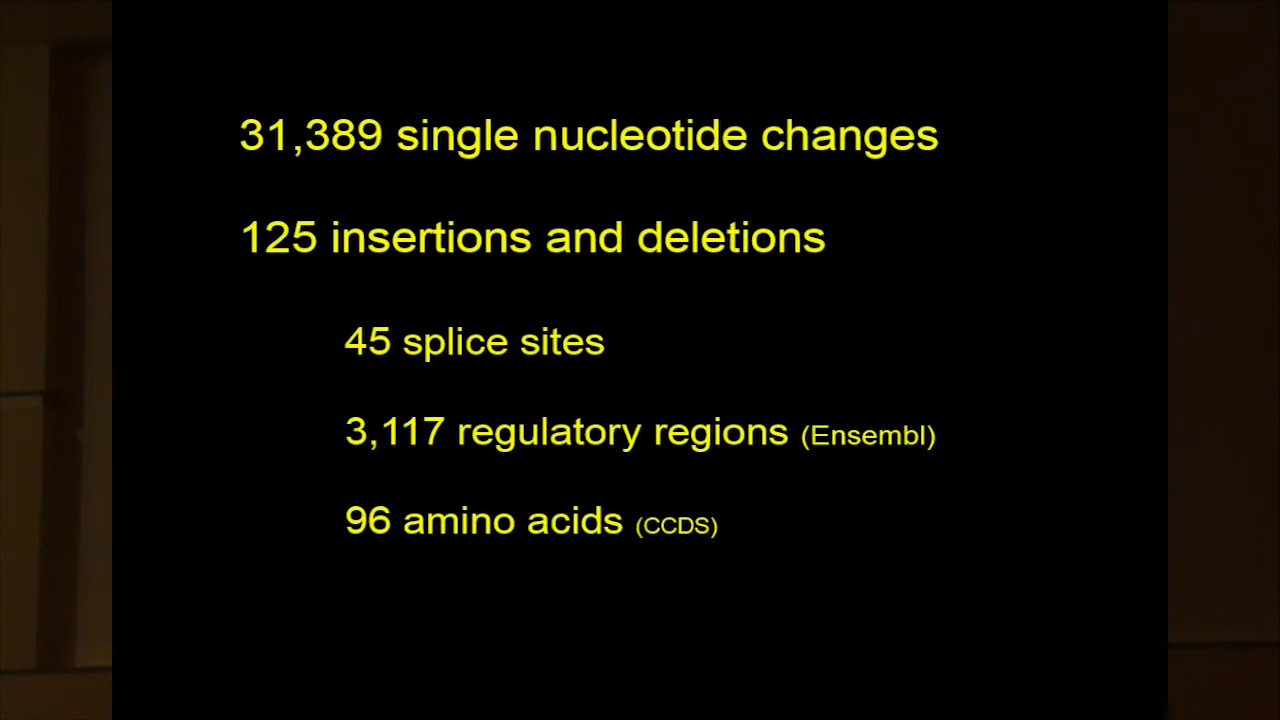 31,389 single nucleotide changes
125 insertions and deletions
45 splice sites
3,117 regulatory regions (Ensembl)
96 amino acids (CCDS)